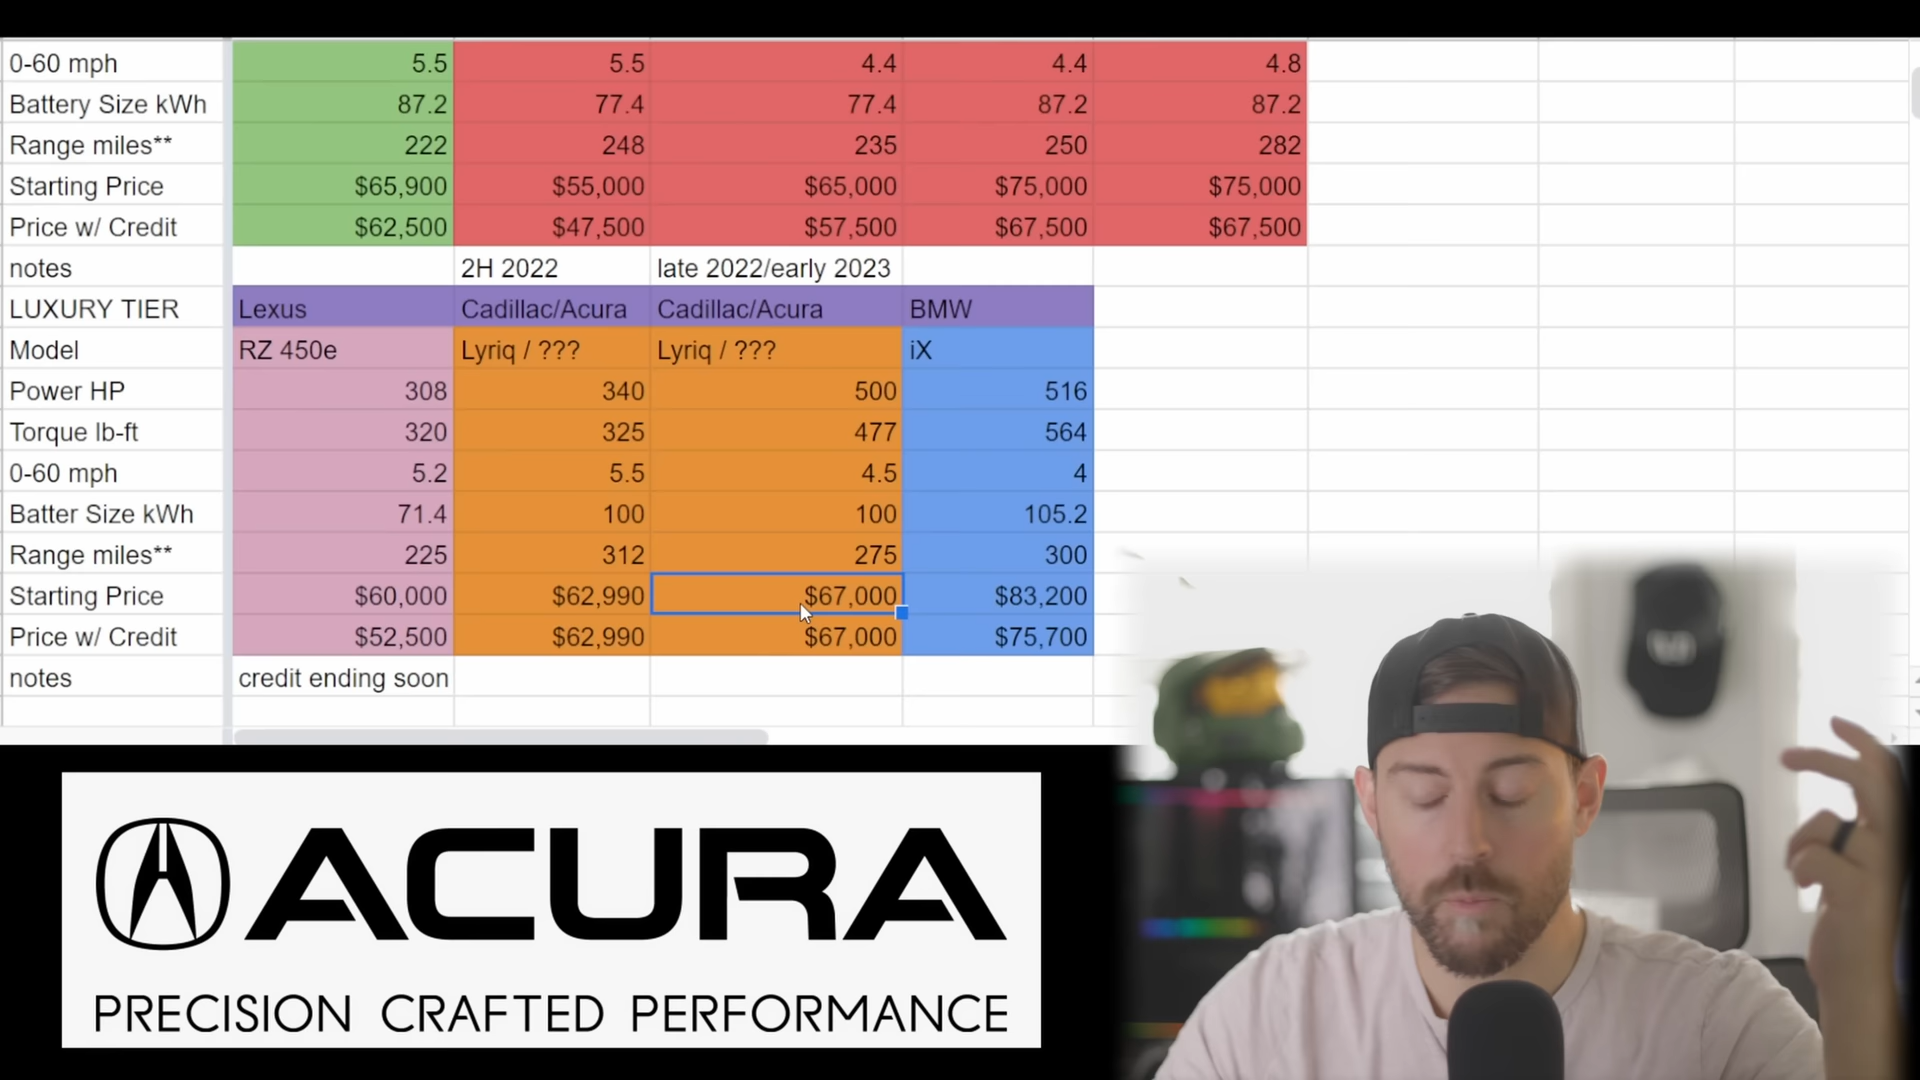 0-60 mph 5.5 5.5 4.4 4.4 4.8
Battery Size kWh 87.2 77.4 77.4 87.2 87.2
Range miles** 222 248 235 250 282
Starting Price $65,900 $55,000 $65,000 $75,000 $75,000
Price w/ Credit $62,500 $47,500 $57,500 $67,500 $67,500
notes 2H 2022 late 2022/early 2023
LUXURY TIER Lexus Cadillac/Acura Cadillac/Acura BMW
Model RZ 450e Lyriq / ??? Lyriq / ??? iX
Power HP 308 340 500 516
Torque lb-ft 320 325 477 564
0-60 mph 5.2 5.5 4.5 4
Batter Size kWh 71.4 100 100 105.2
Range miles** 225 312 275 300
Starting Price $60,000 $62,990 $67,000 $83,200
Price w/ Credit $52,500 $62,990 $67,000 $75,700
notes credit ending soon
ACURA
PRECISION CRAFTED PERFORMANCE